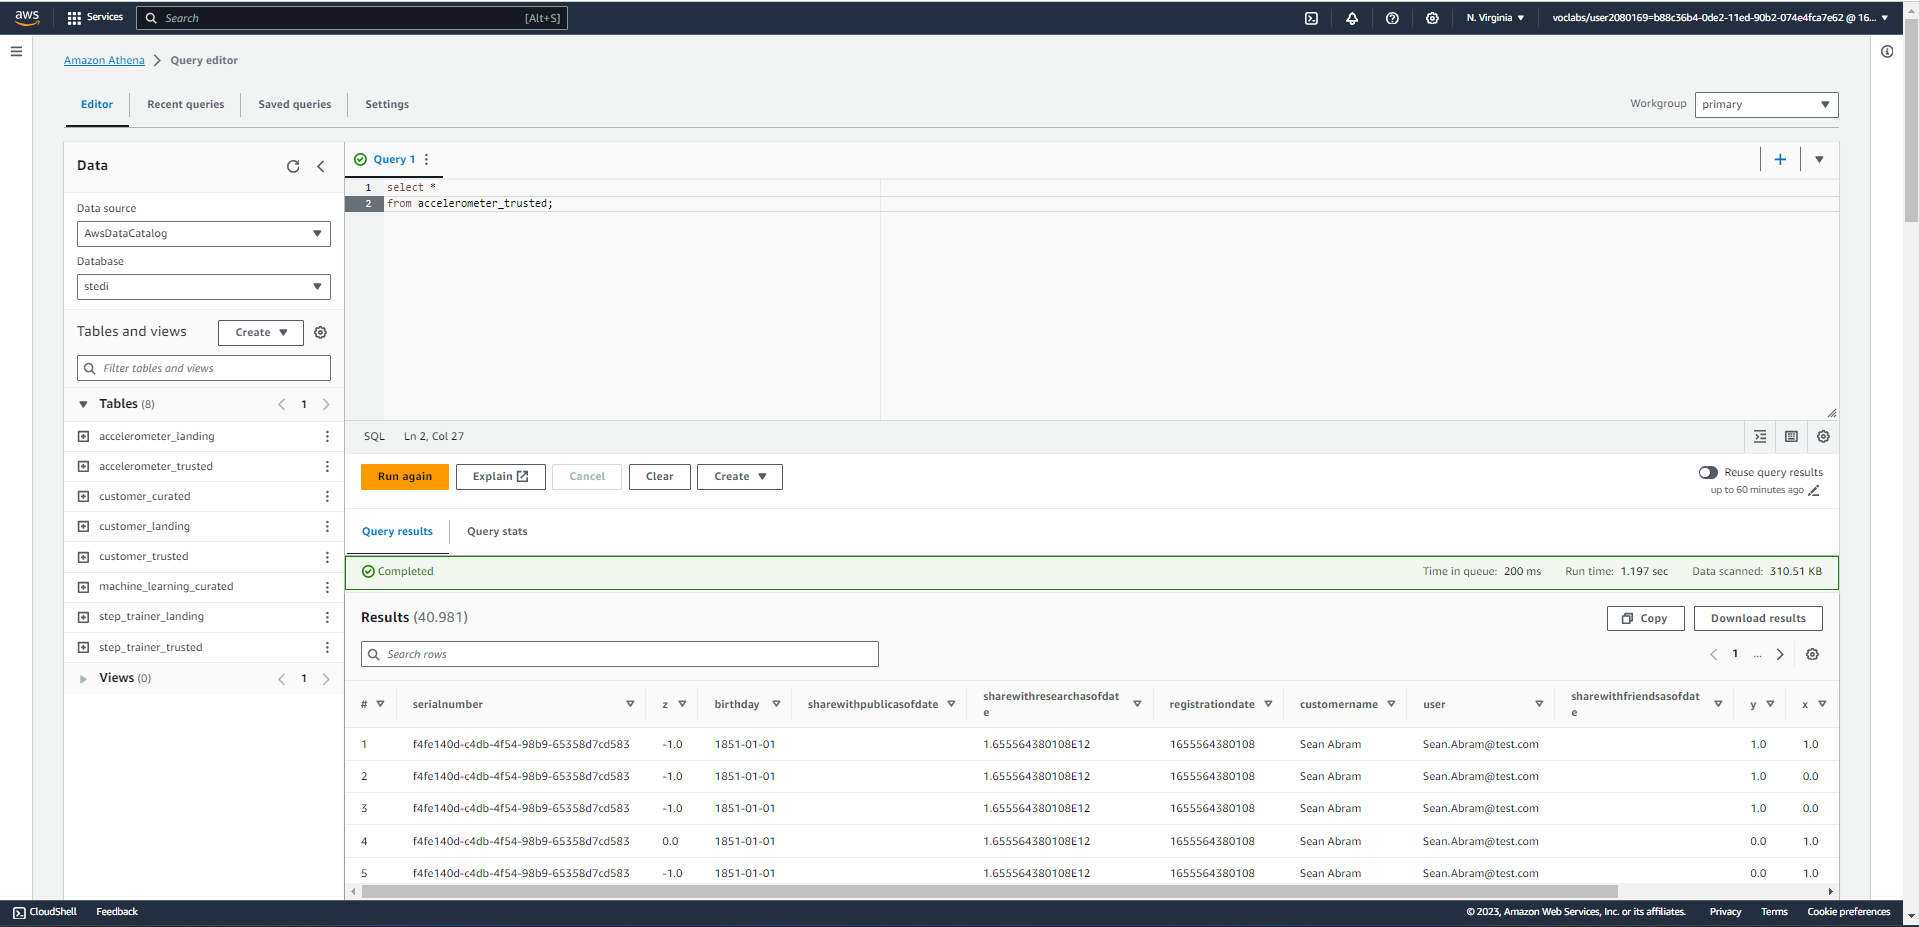 aws Services Search [Alt+S] N. Virginia voclabs/user2080169=b88c36b4-0de2-11ed-90b2-074e4fca7e62 @ 16...
Amazon Athena Query editor
Editor Recent queries Saved queries Settings Workgroup primary
Data
Data source
AwsDataCatalog
Database
stedi
Tables and views Create
Filter tables and views
Tables (8) 1
accelerometer_landing
accelerometer_trusted
customer_curated
customer_landing
customer_trusted
machine_learning_curated
step_trainer_landing
step_trainer_trusted
Views (0) 1
Query 1
1 select *
2 from accelerometer_trusted;
SQL Ln 2, Col 27
Run again Explain Cancel Clear Create Reuse query results
up to 60 minutes ago
Query results Query stats
Completed Time in queue: 200 ms Run time: 1.197 sec Data scanned: 310.51 KB
Results (40.981) Copy Download results
Search rows 1 ...
# serialnumber z birthday sharewithpublicasofdate sharewithresearchasofdat
e registrationdate customername user sharewithfriendsasofdat
e y x
1 f4fe140d-c4db-4f54-98b9-65358d7cd583 -1.0 1851-01-01 1.655564380108E12 1655564380108 Sean Abram Sean.Abram@test.com 1.0 1.0
2 f4fe140d-c4db-4f54-98b9-65358d7cd583 -1.0 1851-01-01 1.655564380108E12 1655564380108 Sean Abram Sean.Abram@test.com 1.0 0.0
3 f4fe140d-c4db-4f54-98b9-65358d7cd583 -1.0 1851-01-01 1.655564380108E12 1655564380108 Sean Abram Sean.Abram@test.com 1.0 0.0
4 f4fe140d-c4db-4f54-98b9-65358d7cd583 0.0 1851-01-01 1.655564380108E12 1655564380108 Sean Abram Sean.Abram@test.com 0.0 1.0
5 f4fe140d-c4db-4f54-98b9-65358d7cd583 -1.0 1851-01-01 1.655564380108E12 1655564380108 Sean Abram Sean.Abram@test.com 0.0 1.0
CloudShell Feedback © 2023, Amazon Web Services, Inc. or its affiliates. Privacy Terms Cookie preferences